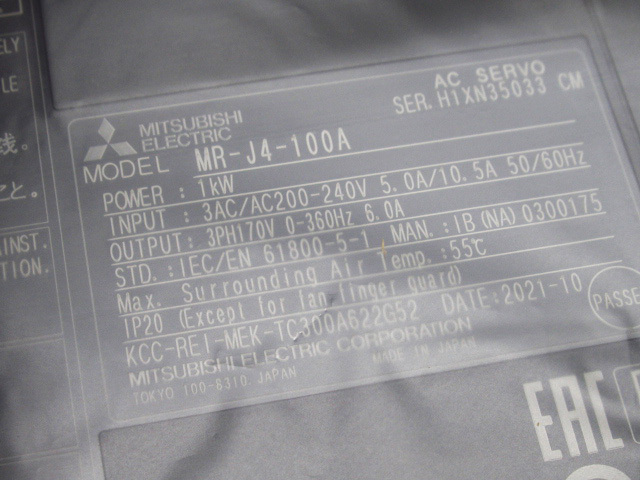 AC SERVO
SER. H1XN35033 CM
MITSUBISHI
ELECTRIC
MODEL MR-J4-100A
POWER : 1kW
INPUT : 3AC/AC200-240V 5.0A/10.5A 50/60Hz
OUTPUT: 3PH170V 0-360Hz 6.0A
STD.: IEC/EN 61800-5-1 MAN.: IB(NA)0300175
Max. Surrounding Air Temp.:55℃
IP20 (Except for fan finger guard)
KCC-REI-MEK-TC300A622G52 DATE:2021-10
MITSUBISHI ELECTRIC CORPORATION
TOKYO 100-8310, JAPAN MADE IN JAPAN
PASSE
EAC
ELY
LE
线。
こと。
AINST.
TION.